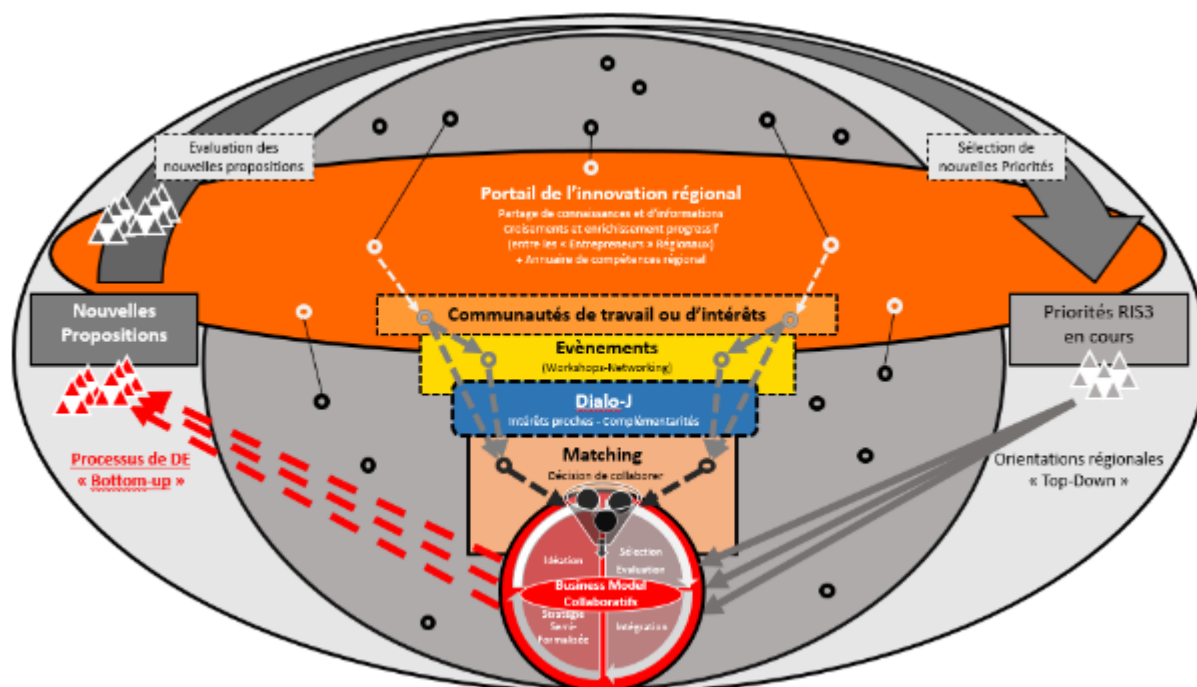 Evaluation des
nouvelles propositions
Sélection de
nouvelles Priorités
Portail de l'innovation régional
Partage de connaissances et d'informations
Croisements et enrichissement progressif
(entre les « Entrepreneurs » Régionaux)
+ Annuaire de compétences régional
Nouvelles
Propositions
Communautés de travail ou d'intérêts
Priorités RIS3
en cours
Evènements
(Workshops-Networking)
Dialo-J
Intérêts proches - Complémentarités
Processus de DE
« Bottom-up »
Matching
Décision de collaborer
Orientations régionales
« Top-Down »
Idéation
Sélection
Evaluation
Business Model
Collaboratifs
Stratégie
Semi-
Formalisée
Intégration